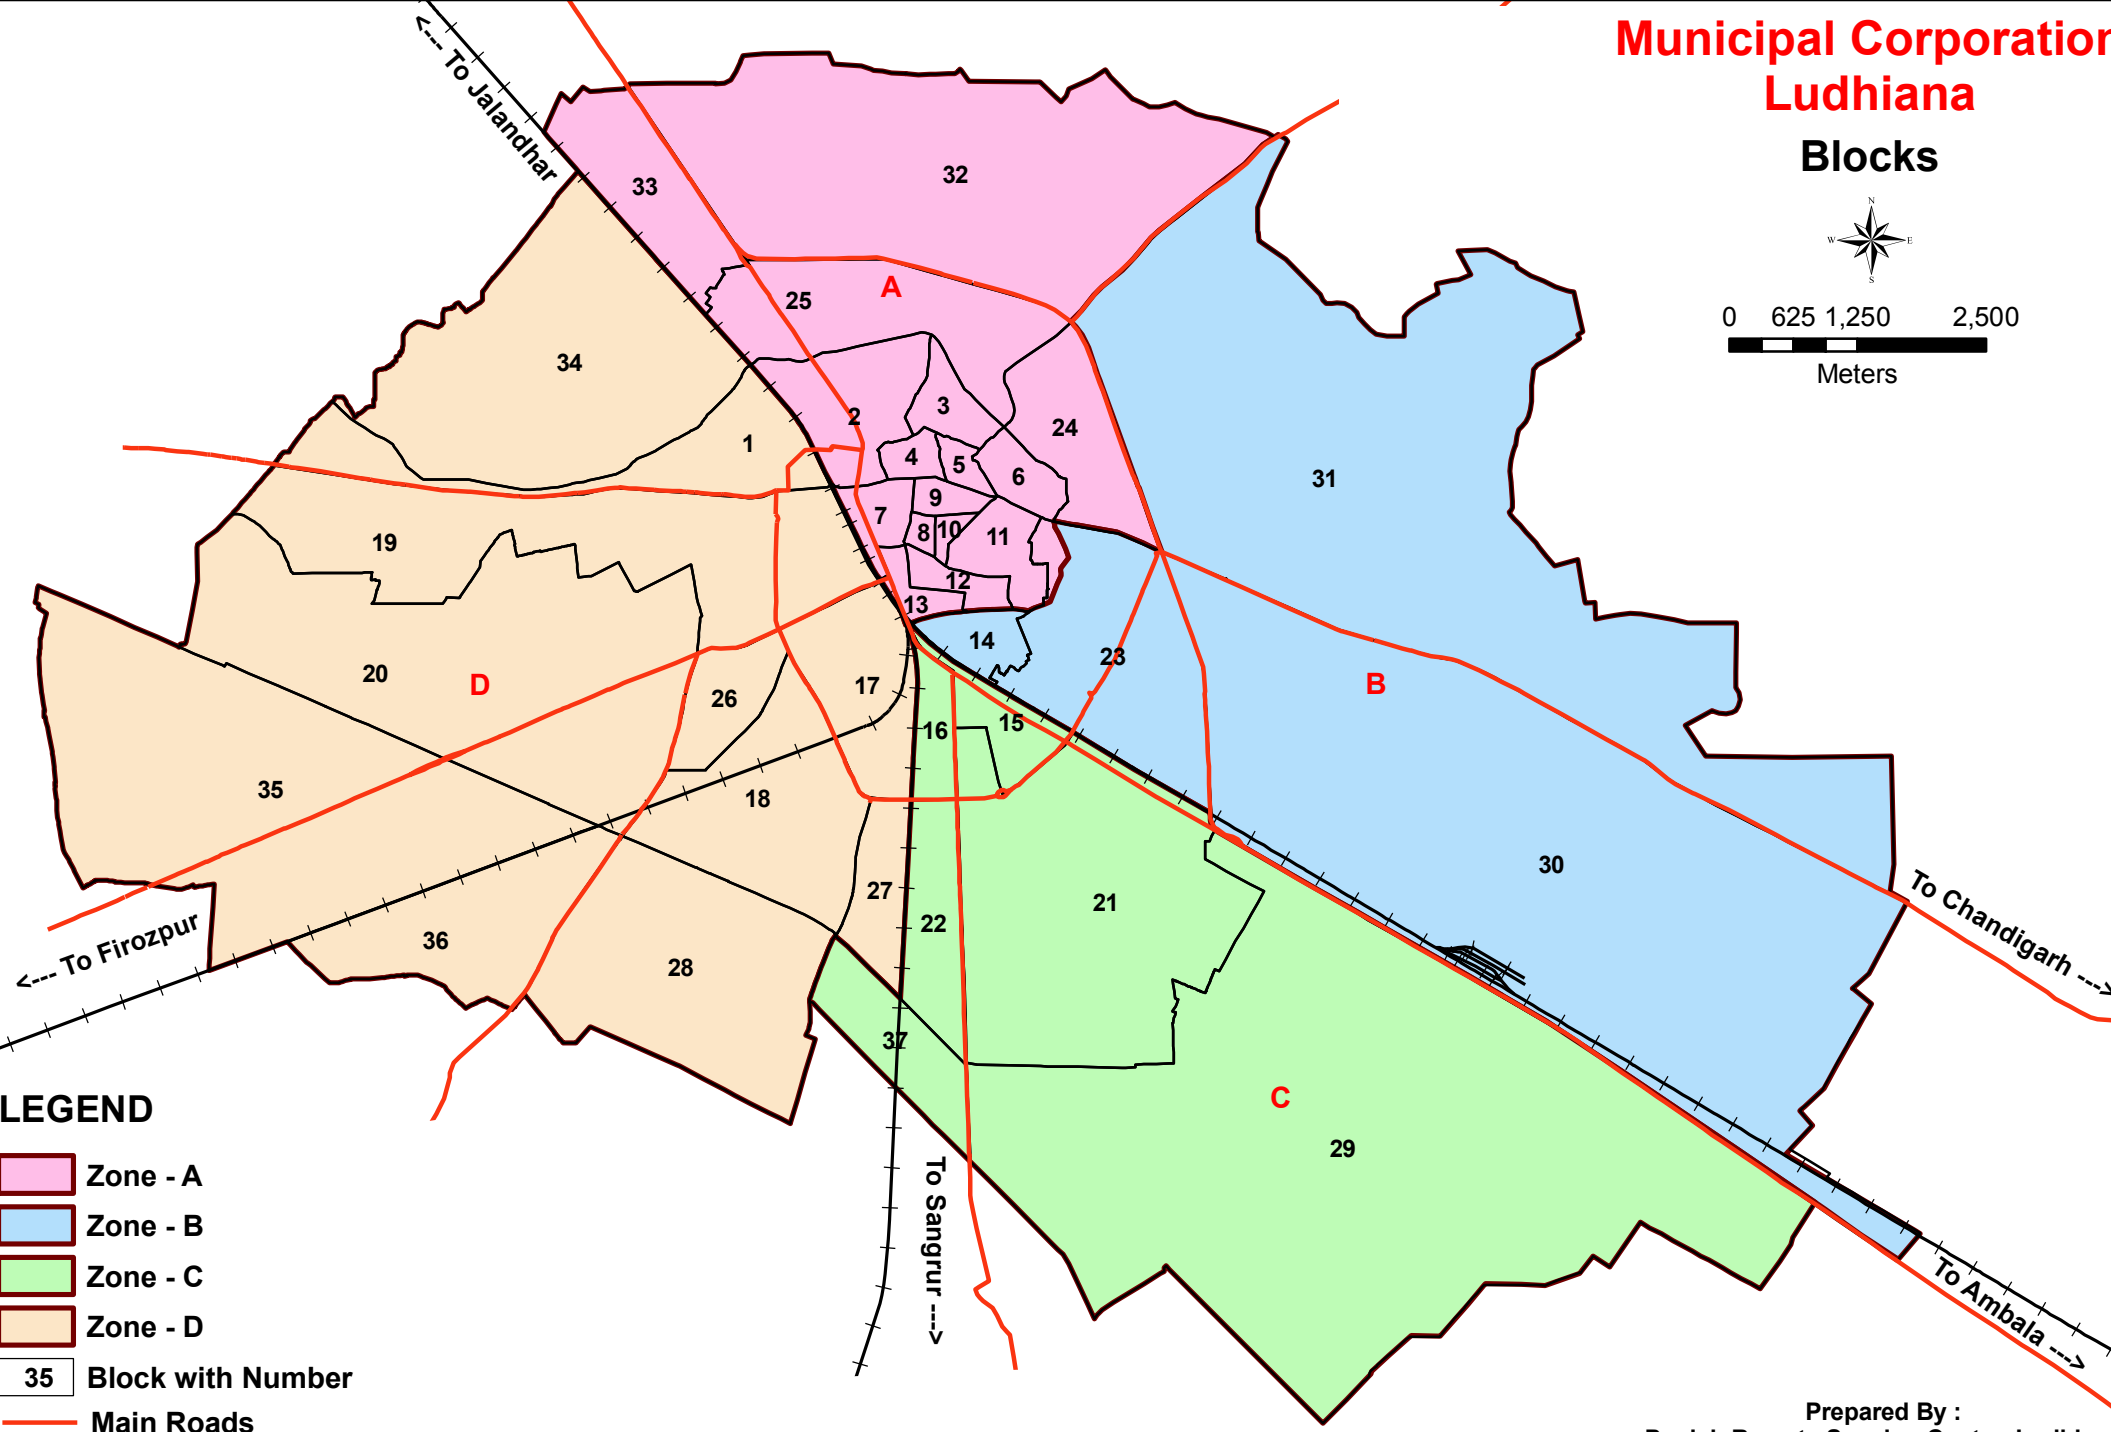 Municipal Corporation
Ludhiana
Blocks
N
W E
S
0 625 1,250 2,500
Meters
<---- To Jalandhar
33
32
25
A
34
2
3
1
24
4
5
6
31
9
7
8
10
11
19
12
13
14
23
20
D
26
17
B
16
15
35
18
30
27
21
22
To Chandigarh ---->
<---- To Firozpur
36
28
37
C
29
To Sangrur ---->
To Ambala ---->
LEGEND
Zone - A
Zone - B
Zone - C
Zone - D
35 Block with Number
Main Roads
Prepared By :